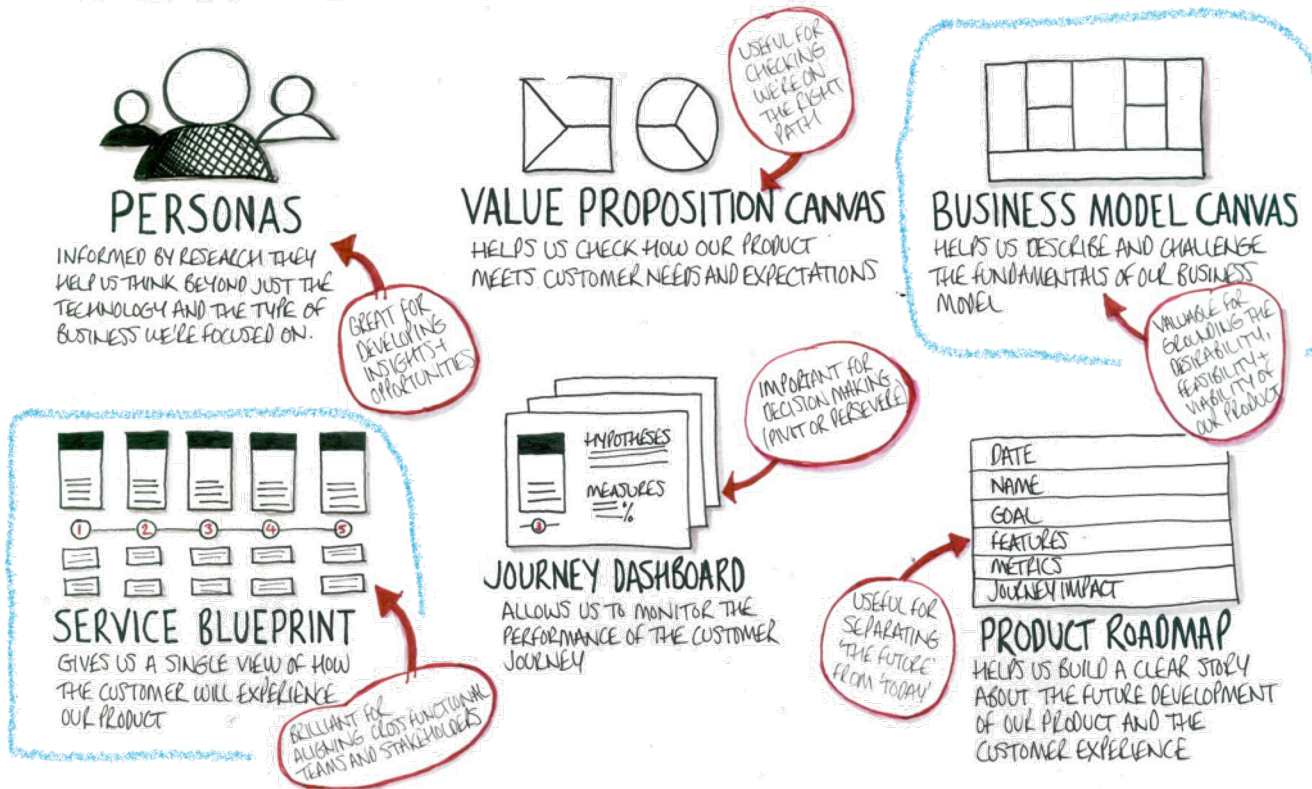 PERSONAS
INFORMED BY RESEARCH THEY
HELP US THINK BEYOND JUST THE
TECHNOLOGY AND THE TYPE OF
BUSINESS WE'RE FOCUSED ON.
GREAT FOR
DEVELOPING
INSIGHTS +
OPPORTUNITIES
USEFUL FOR
CHECKING
WE'RE ON
THE RIGHT
PATH
VALUE PROPOSITION CANVAS
HELPS US CHECK HOW OUR PRODUCT
MEETS CUSTOMER NEEDS AND EXPECTATIONS
BUSINESS MODEL CANVAS
HELPS US DESCRIBE AND CHALLENGE
THE FUNDAMENTALS OF OUR BUSINESS
MODEL
VALUABLE FOR
GROUNDING THE
DESIRABILITY,
FEASIBILITY +
VIABILITY OF
OUR PRODUCT
1 2 3 4 5
SERVICE BLUEPRINT
GIVES US A SINGLE VIEW OF HOW
THE CUSTOMER WILL EXPERIENCE
OUR PRODUCT
BRILLIANT FOR
ALIGNING CROSS FUNCTIONAL
TEAMS AND STAKEHOLDERS
HYPOTHESES
MEASURES
%
IMPORTANT FOR
DECISION MAKING
(PIVOT OR PERSEVERE)
JOURNEY DASHBOARD
ALLOWS US TO MONITOR THE
PERFORMANCE OF THE CUSTOMER
JOURNEY
DATE
NAME
GOAL
FEATURES
METRICS
JOURNEY IMPACT
USEFUL FOR
SEPARATING
'THE FUTURE'
FROM 'TODAY'
PRODUCT ROADMAP
HELPS US BUILD A CLEAR STORY
ABOUT THE FUTURE DEVELOPMENT
OF OUR PRODUCT AND THE
CUSTOMER EXPERIENCE